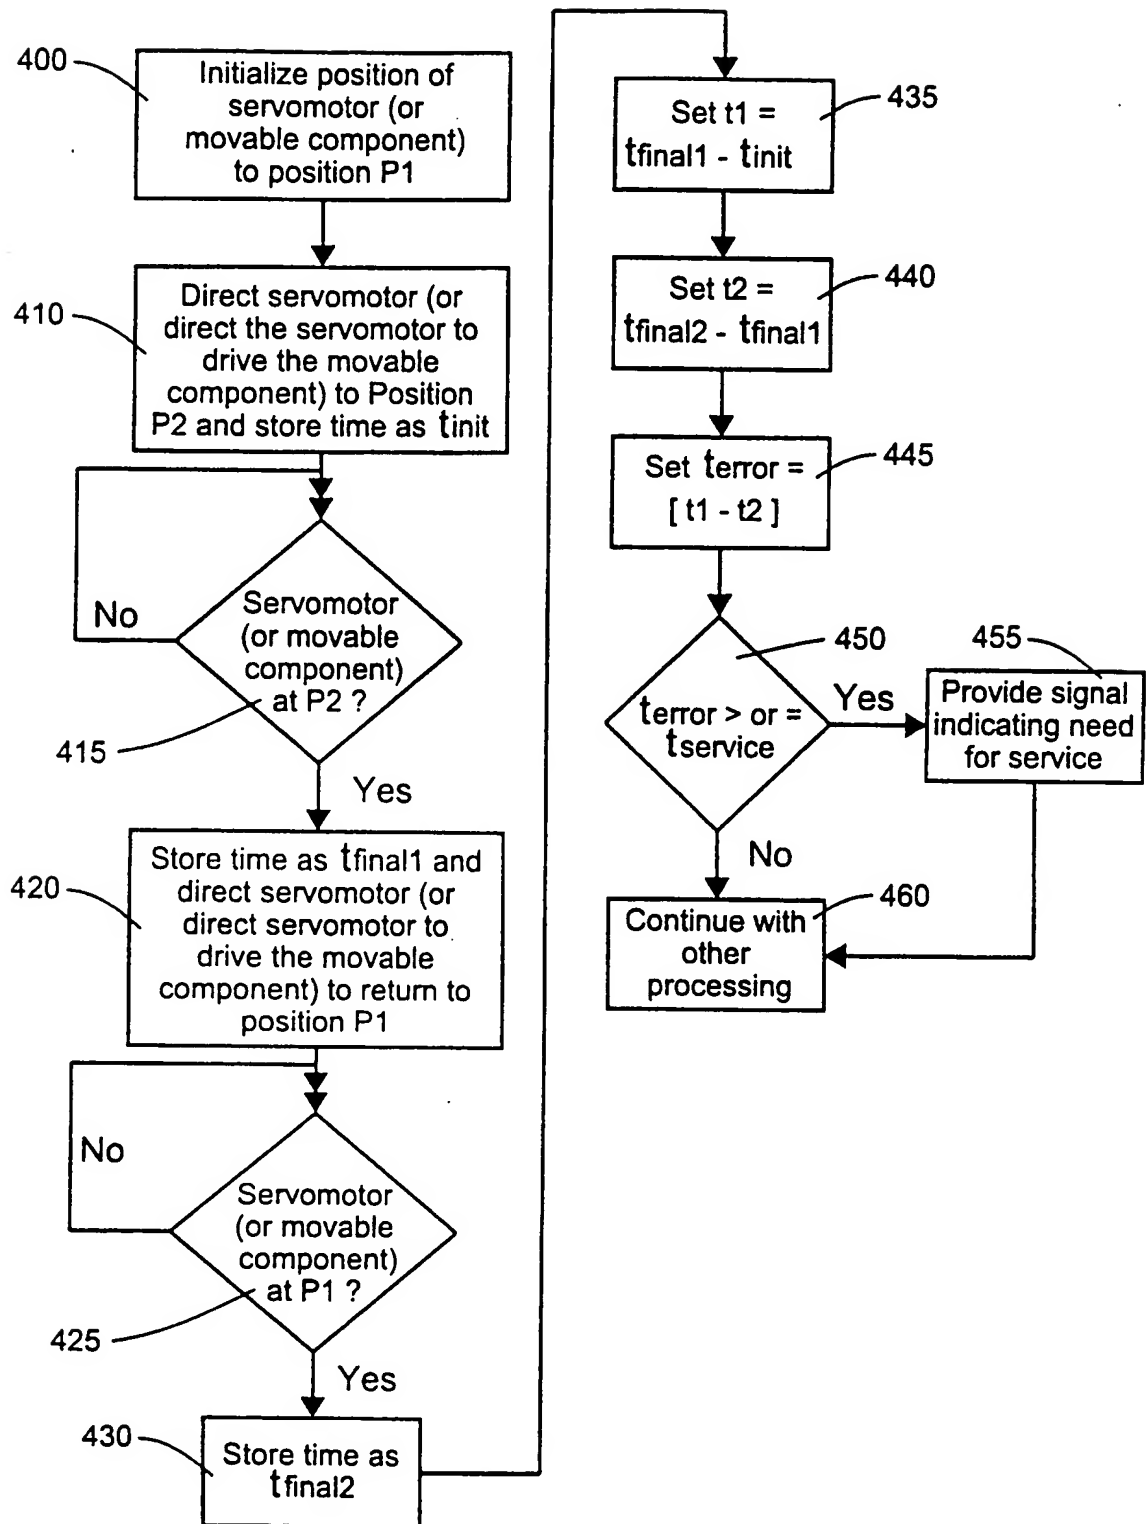 400
Initialize position of
servomotor (or
movable component)
to position P1
410
Direct servomotor (or
direct the servomotor to
drive the movable
component) to Position
P2 and store time as tinit
No
Servomotor
(or movable
component)
at P2 ?
415
Yes
420
Store time as tfinal1 and
direct servomotor (or
direct servomotor to
drive the movable
component) to return to
position P1
No
Servomotor
(or movable
component)
at P1 ?
425
Yes
430
Store time as
tfinal2
435
Set t1 =
tfinal1 - tinit
440
Set t2 =
tfinal2 - tfinal1
445
Set terror =
[ t1 - t2 ]
450
terror > or =
tservice
Yes
455
Provide signal
indicating need
for service
No
460
Continue with
other
processing